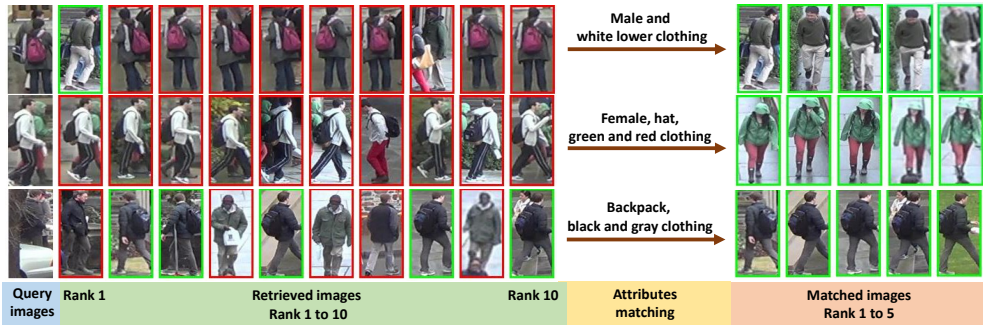 Male and
white lower clothing
Female, hat,
green and red clothing
Backpack,
black and gray clothing
Query
images
Rank 1
Retrieved images
Rank 1 to 10
Rank 10
Attributes
matching
Matched images
Rank 1 to 5